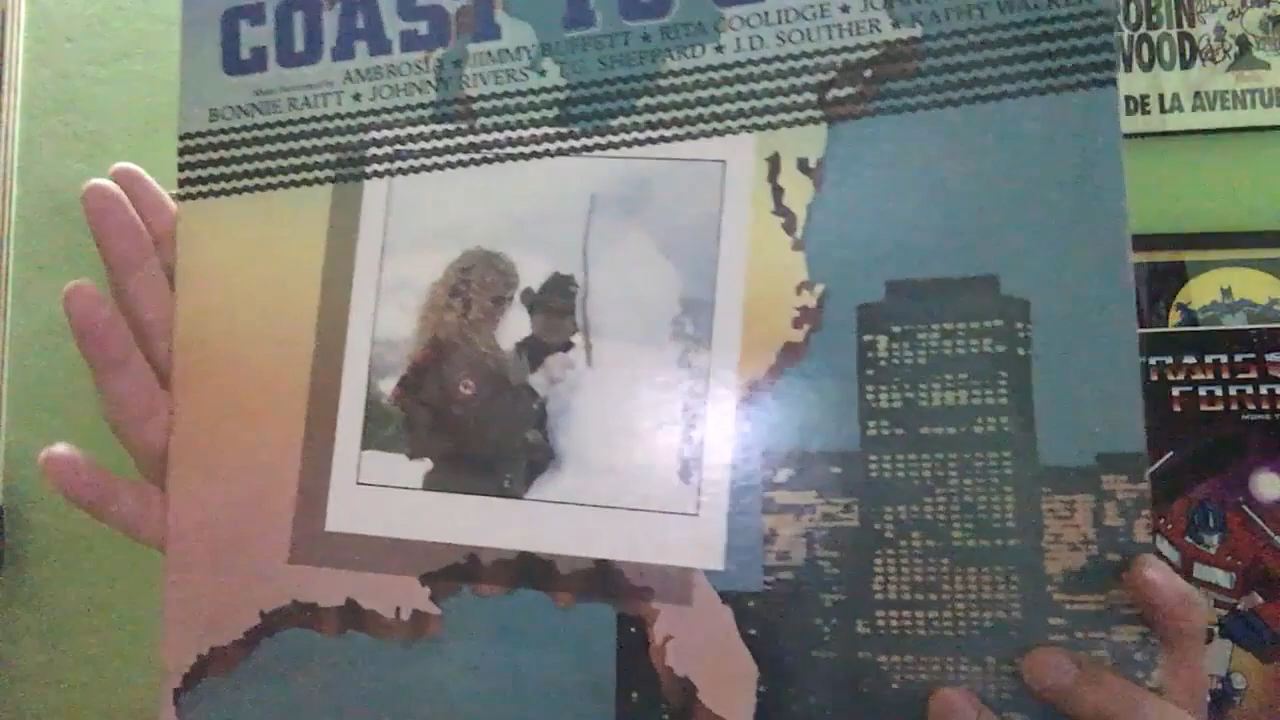 COAST TO
Music Performed by AMBROSIA ★ JIMMY BUFFETT ★ RITA COOLIDGE ★
BONNIE RAITT ★ JOHNNY RIVERS ★ T.G. SHEPPARD ★ J.D. SOUTHER ★ KATHY WALKER
OBIN
WOOD
DE LA AVENTU
TRANS
FORM